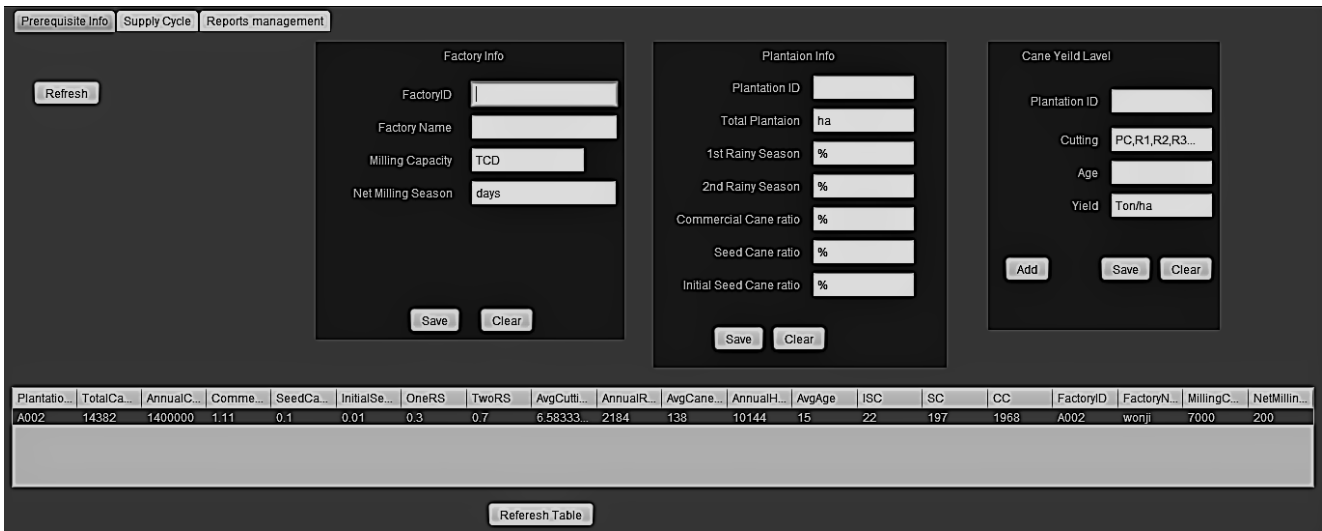 Prerequisite Info Supply Cycle Reports management
Refresh
Factory Info
FactoryID
Factory Name
Milling Capacity TCD
Net Milling Season days
Save Clear
Plantaion Info
Plantation ID
Total Plantaion ha
1st Rainy Season %
2nd Rainy Season %
Commercial Cane ratio %
Seed Cane ratio %
Initial Seed Cane ratio %
Save Clear
Cane Yeild Lavel
Plantation ID
Cutting PC,R1,R2,R3...
Age
Yield Ton/ha
Add Save Clear
Plantatio... TotalCa... AnnualC... Comme... SeedCa... InitialSe... OneRS TwoRS AvgCutti... AnnualR... AvgCane... AnnualH... AvgAge ISC SC CC FactoryID FactoryN... MillingC... NetMillin...
A002 14382 1400000 1.11 0.1 0.01 0.3 0.7 6.58333... 2184 138 10144 15 22 197 1968 A002 wonji 7000 200
Referesh Table